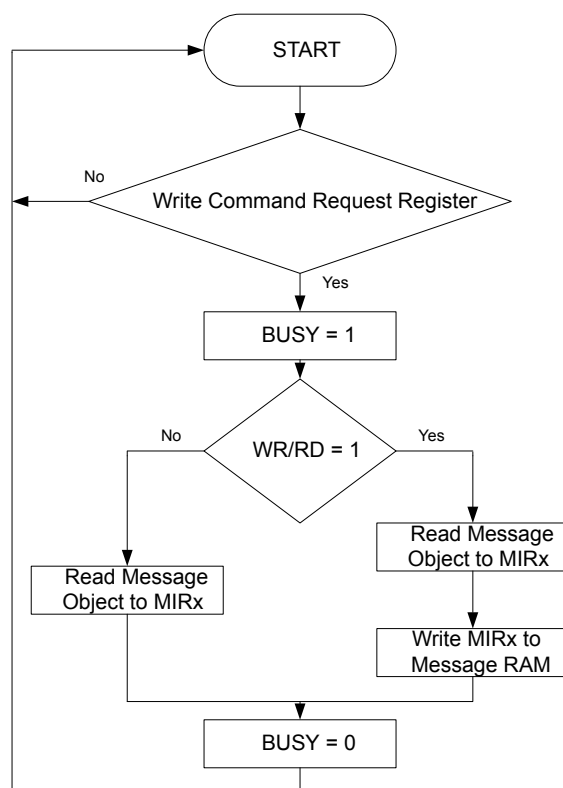 START
No
Write Command Request Register
Yes
BUSY = 1
No
WR/RD = 1
Yes
Read Message
Object to MIRx
Read Message
Object to MIRx
Write MIRx to
Message RAM
BUSY = 0